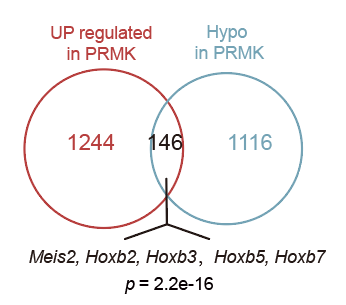 UP regulated
in PRMK
Hypo
in PRMK
1244
146
1116
Meis2, Hoxb2, Hoxb3, Hoxb5, Hoxb7
p = 2.2e-16